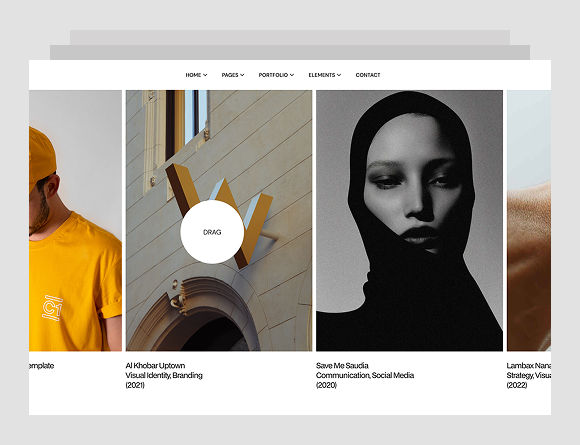 HOME PAGES PORTFOLIO ELEMENTS CONTACT
DRAG
emplate
Al Khobar Uptown
Visual Identity, Branding
(2021)
Save Me Saudia
Communication, Social Media
(2020)
Lambax Nana
Strategy, Visua
(2022)